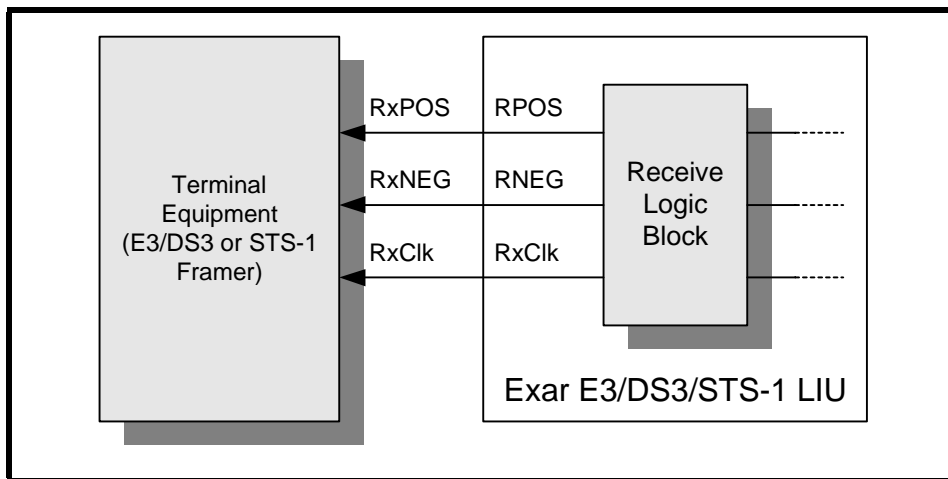 Terminal
Equipment
(E3/DS3 or STS-1
Framer)
RxPOS
RxNEG
RxClk
RPOS
RNEG
RxClk
Receive
Logic
Block
Exar E3/DS3/STS-1 LIU